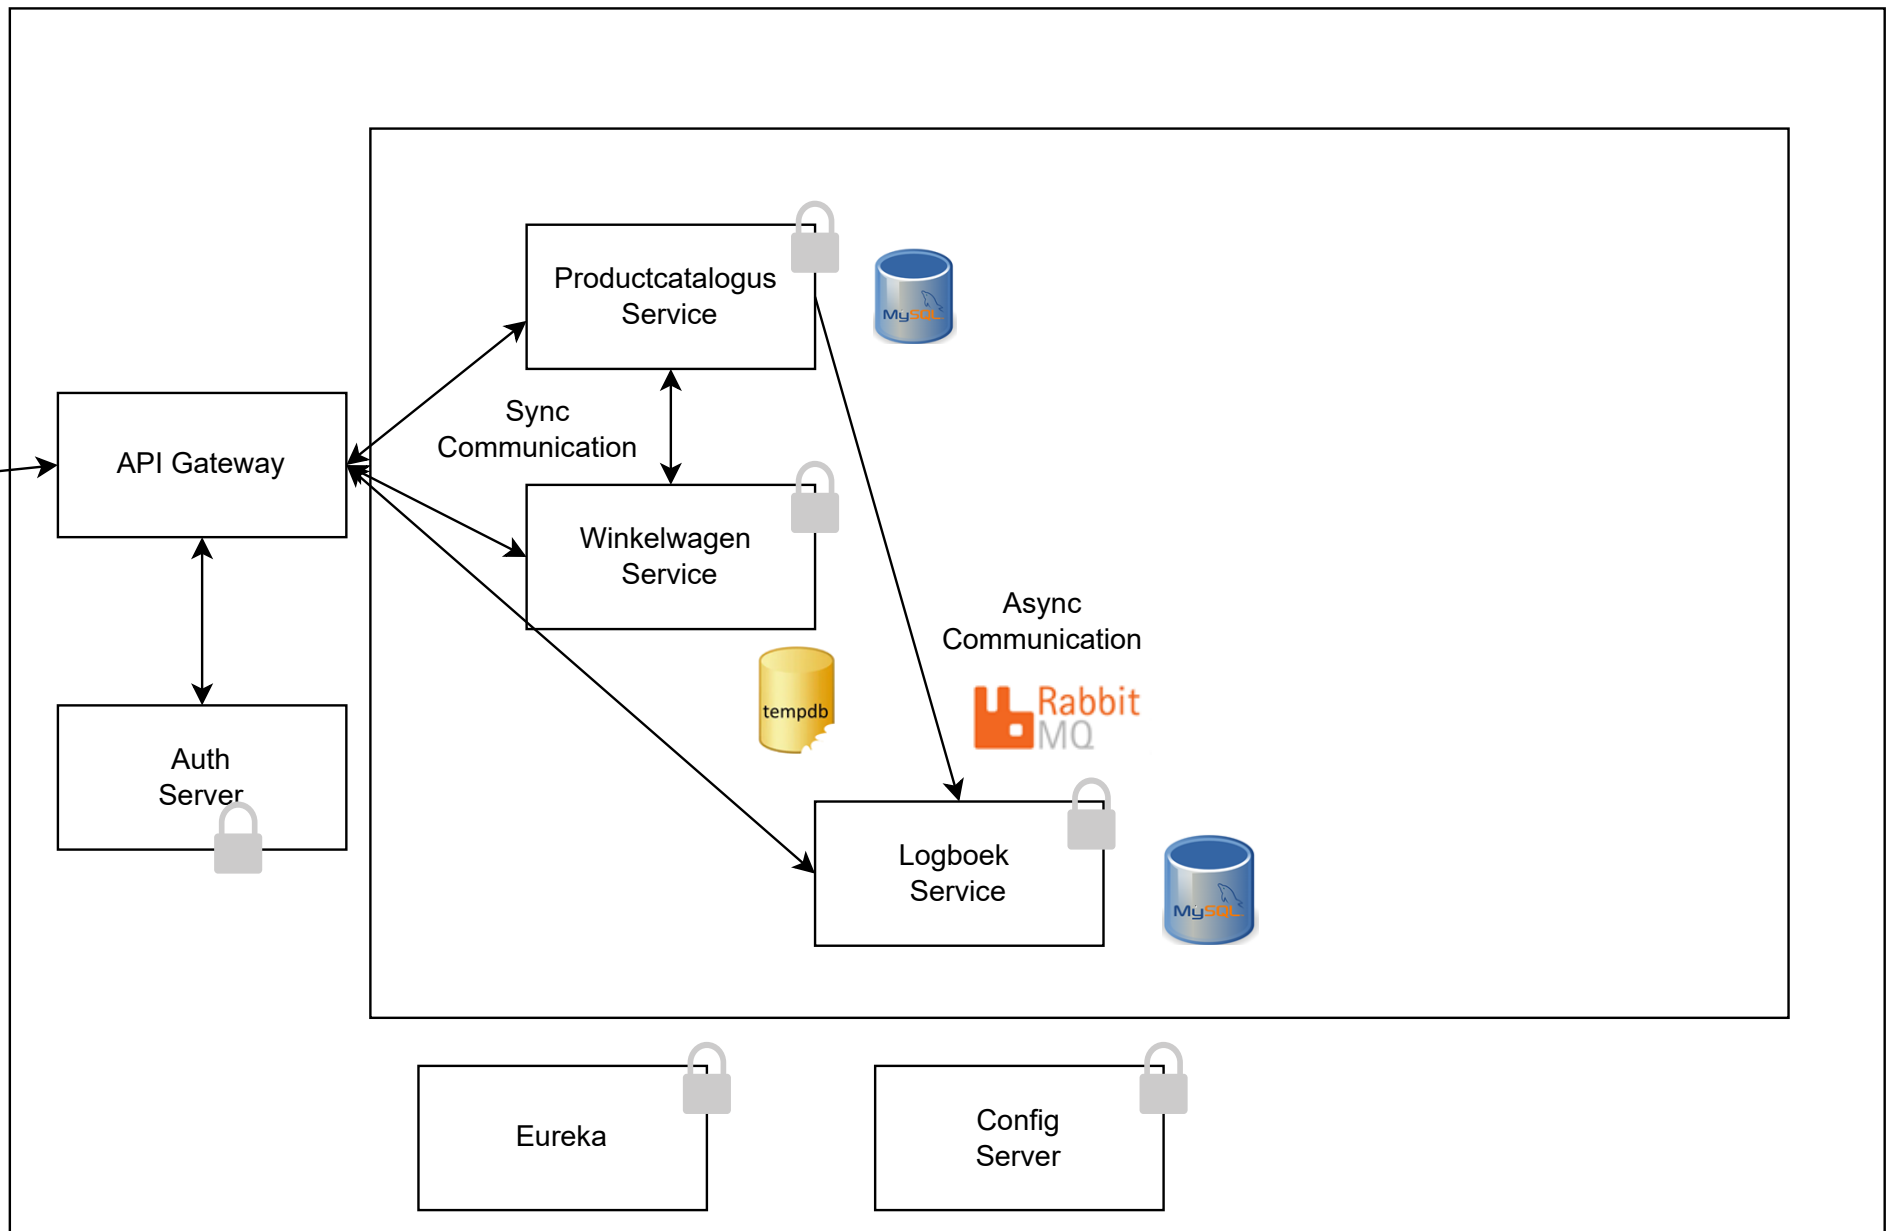 Productcatalogus
Service
MySQL
Sync
Communication
API Gateway
Winkelwagen
Service
Async
Communication
tempdb
Rabbit
MQ
Auth
Server
Logboek
Service
MySQL
Eureka
Config
Server